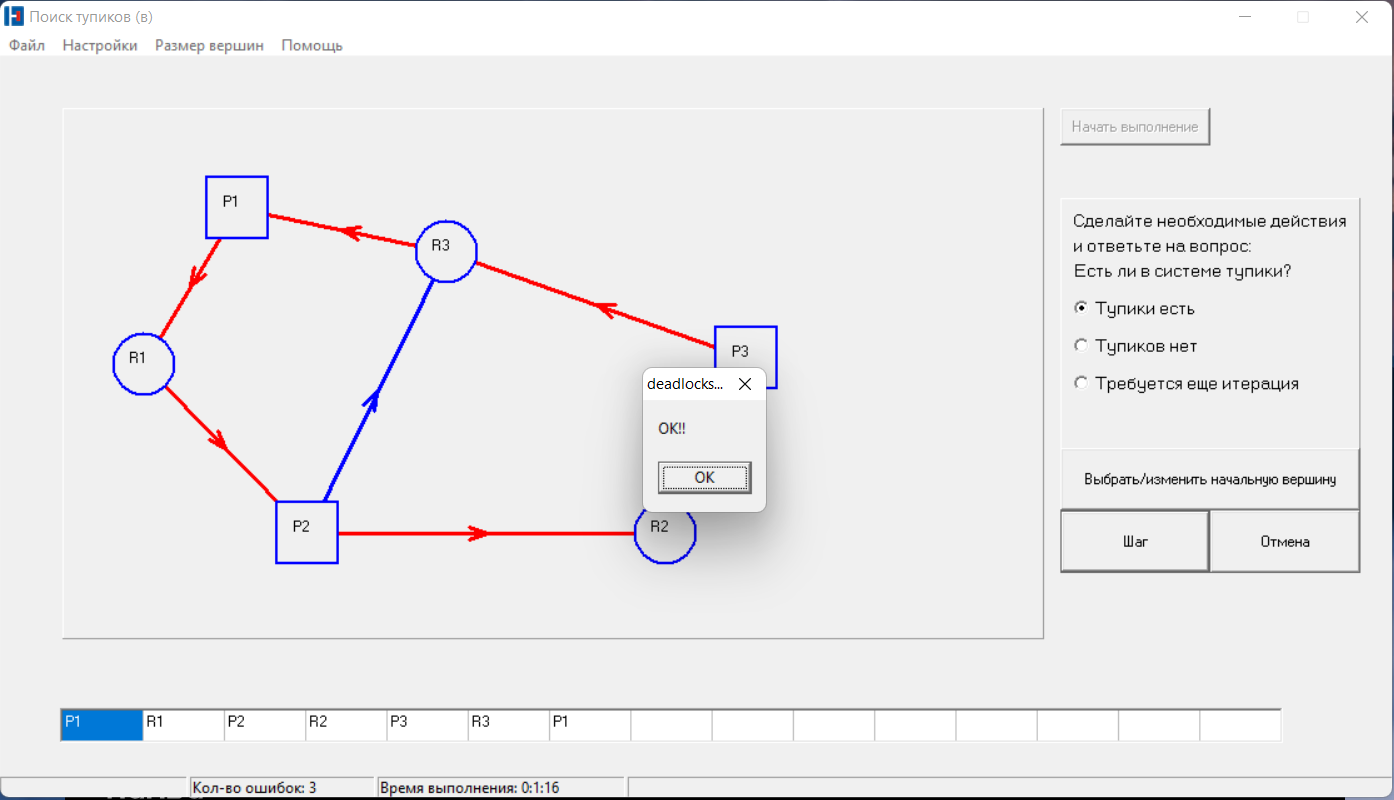 Поиск тупиков (в)
Файл Настройки Размер вершин Помощь
Начать выполнение
P1
R3
R1
P3
P2
R2
Сделайте необходимые действия
и ответьте на вопрос:
Есть ли в системе тупики?
Тупики есть
Тупиков нет
Требуется еще итерация
deadlocks...
OK!!
OK
Выбрать/изменить начальную вершину
Шаг Отмена
P1 R1 P2 R2 P3 R3 P1
Кол-во ошибок: 3 Время выполнения: 0:1:16